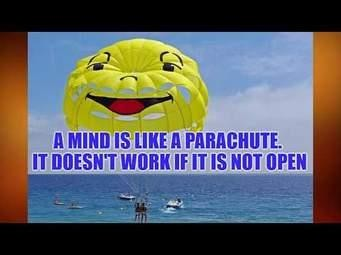 A MIND IS LIKE A PARACHUTE.
IT DOESN'T WORK IF IT IS NOT OPEN